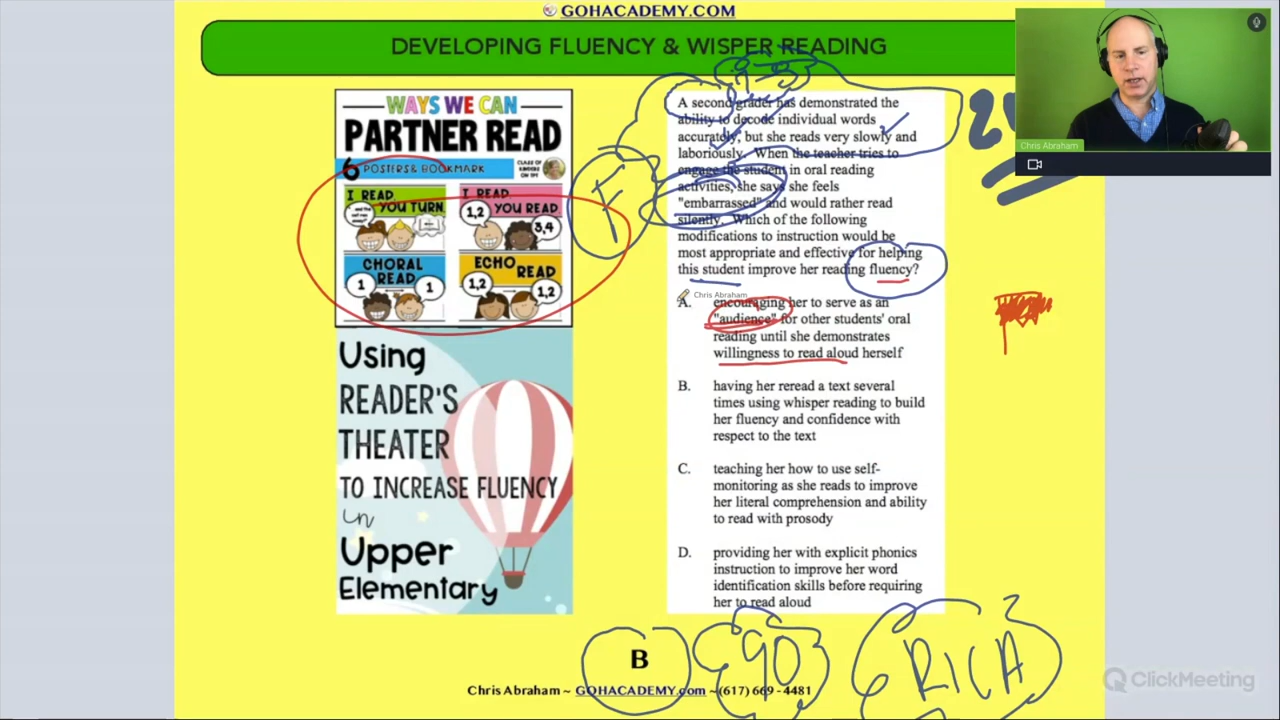 GOHACADEMY.COM
DEVELOPING FLUENCY & WISPER READING
WAYS WE CAN
PARTNER READ
6 POSTERS & BOOKMARK
I READ
YOU TURN
I READ
YOU READ
1,2
3,4
CHORAL
READ
1
1
ECHO
READ
1,2
1,2
Using
READER'S
THEATER
TO INCREASE FLUENCY
in
Upper
Elementary
A second grader has demonstrated the
ability to decode individual words
accurately, but she reads very slowly and
laboriously. When the teacher tries to
engage the student in oral reading
activities, she says she feels
"embarrassed" and would rather read
silently. Which of the following
modifications to instruction would be
most appropriate and effective for helping
this student improve her reading fluency?
Chris Abraham
A. encouraging her to serve as an
"audience" for other students' oral
reading until she demonstrates
willingness to read aloud herself
B. having her reread a text several
times using whisper reading to build
her fluency and confidence with
respect to the text
C. teaching her how to use self-
monitoring as she reads to improve
her literal comprehension and ability
to read with prosody
D. providing her with explicit phonics
instruction to improve her word
identification skills before requiring
her to read aloud
F
B
90
RICA
Chris Abraham ~ GOHACADEMY.com ~ (617) 669 - 4481
Chris Abraham
ClickMeeting